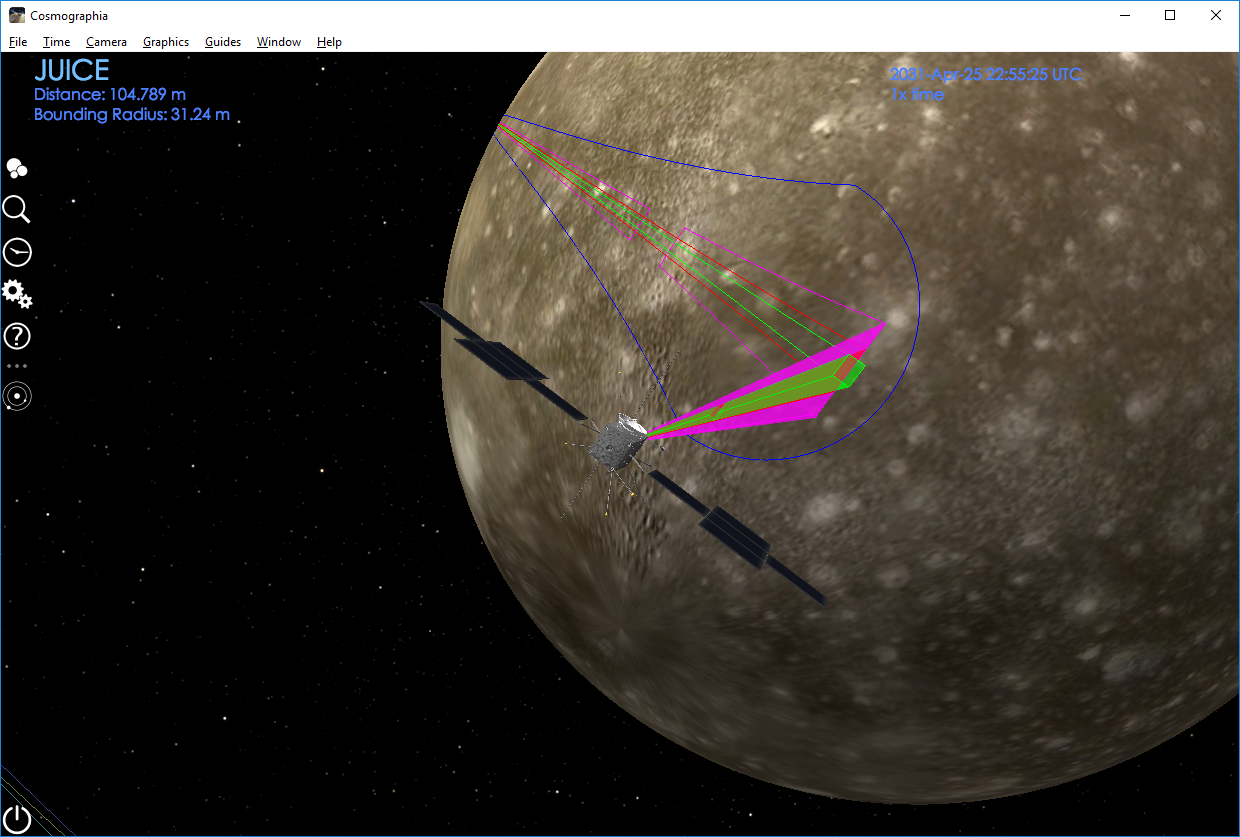 Cosmographia
File Time Camera Graphics Guides Window Help
JUICE
Distance: 104.789 m
Bounding Radius: 31.24 m
2031-Apr-25 22:55:25 UTC
1x time